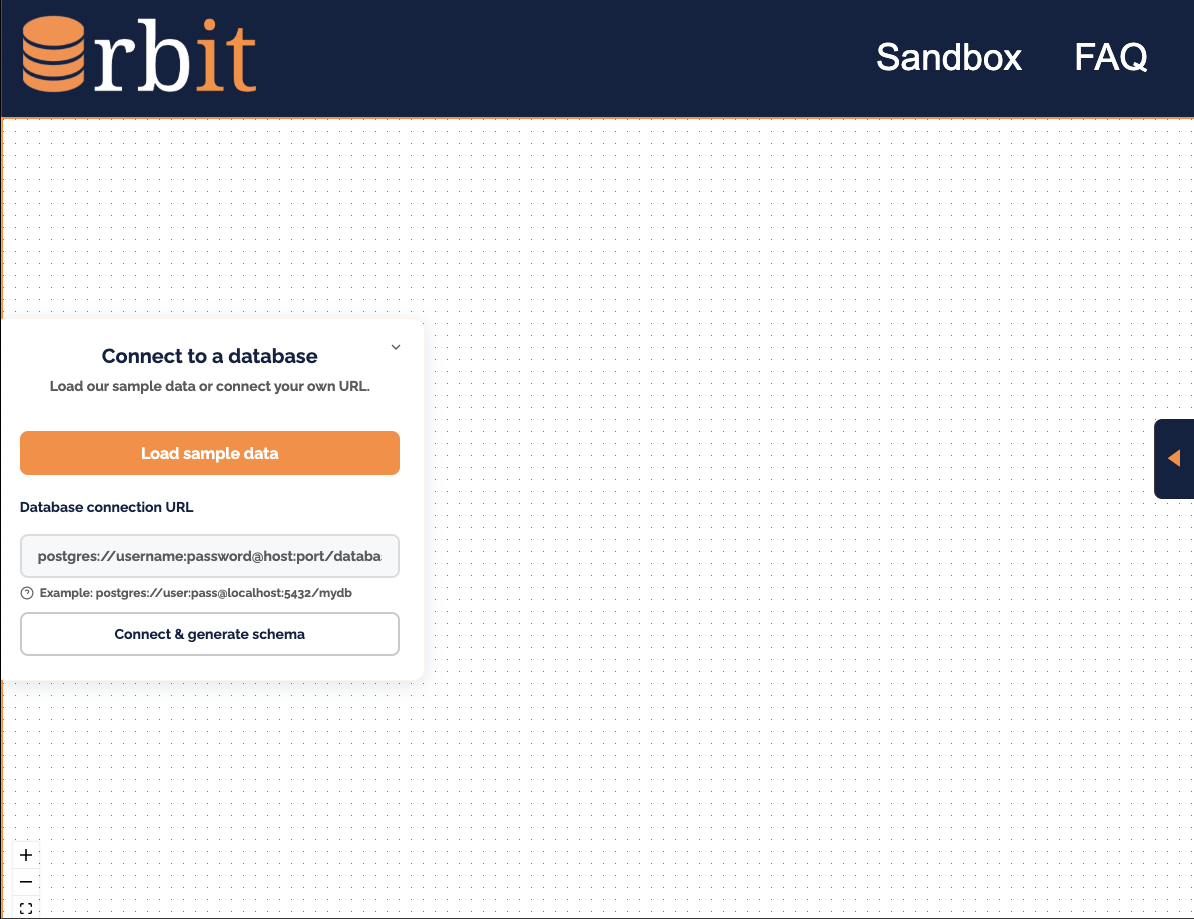 rbit
Sandbox FAQ
Connect to a database
Load our sample data or connect your own URL.
Load sample data
Database connection URL
postgres://username:password@host:port/databa
Example: postgres://user:pass@localhost:5432/mydb
Connect & generate schema